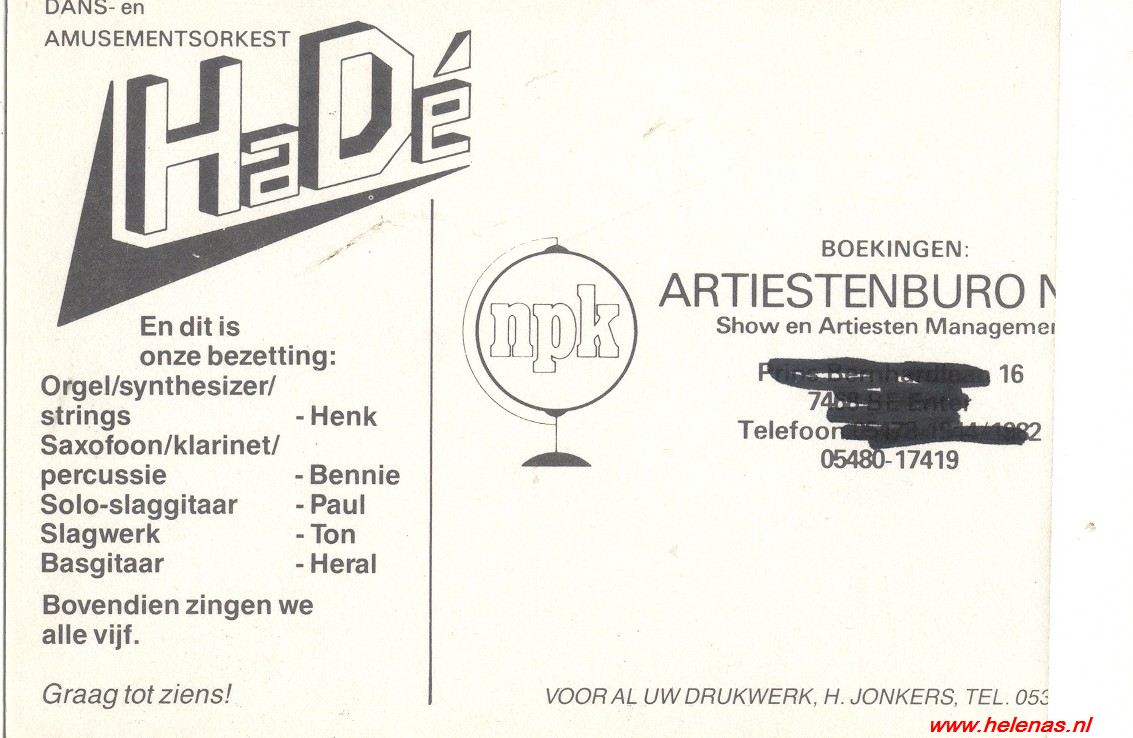 DANS- en
AMUSEMENTSORKEST
HaDé
En dit is
onze bezetting:
Orgel/synthesizer/
strings - Henk
Saxofoon/klarinet/
percussie - Bennie
Solo-slaggitaar - Paul
Slagwerk - Ton
Basgitaar - Heral
Bovendien zingen we
alle vijf.
Graag tot ziens!
npk
BOEKINGEN:
ARTIESTENBURO N
Show en Artiesten Managemen
16
Telefoon
05480-17419
VOOR AL UW DRUKWERK, H. JONKERS, TEL. 053
www.helenas.nl